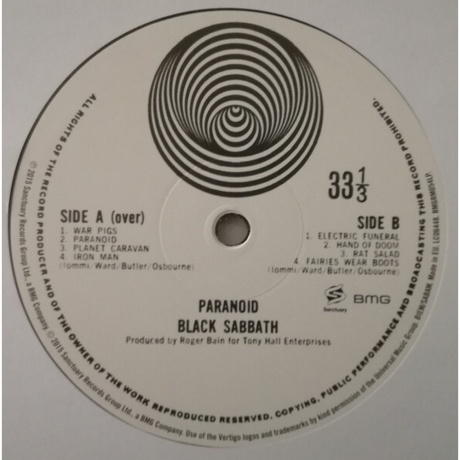 33 1/3
SIDE A (over)
1. WAR PIGS
2. PARANOID
3. PLANET CARAVAN
4. IRON MAN
(Iommi/Ward/Butler/Osbourne)
SIDE B
1. ELECTRIC FUNERAL
2. HAND OF DOOM
3. RAT SALAD
4. FAIRIES WEAR BOOTS
(Iommi/Ward/Butler/Osbourne)
PARANOID
BLACK SABBATH
Produced by Roger Bain for Tony Hall Enterprises
S
Sanctuary
BMG
ALL RIGHTS OF THE RECORD PRODUCER AND OF THE OWNER OF THE WORK REPRODUCED RESERVED. COPYING, PUBLIC PERFORMANCE AND BROADCASTING THIS RECORD PROHIBITED.
℗ 2015 Sanctuary Records Group Ltd., a BMG Company. © 2015 Sanctuary Records Group Ltd., a BMG Company. Use of the Vertigo logos and trademarks by kind permission of the Universal Music Group. Made in EU.